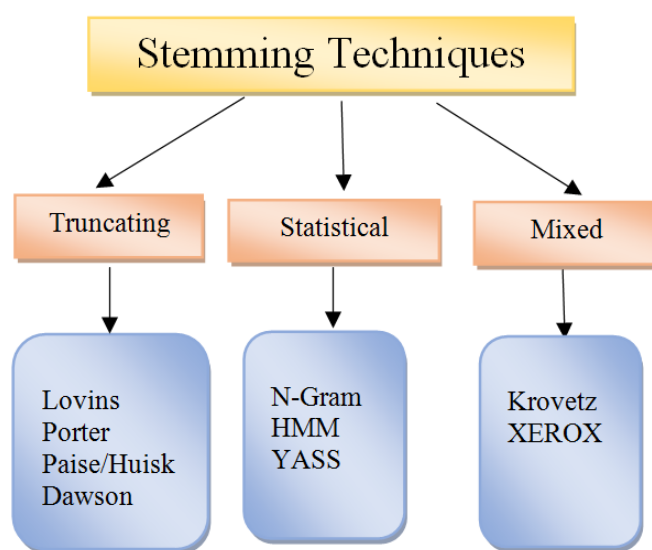 Stemming Techniques
Truncating
Statistical
Mixed
Lovins
Porter
Paise/Huisk
Dawson
N-Gram
HMM
YASS
Krovetz
XEROX